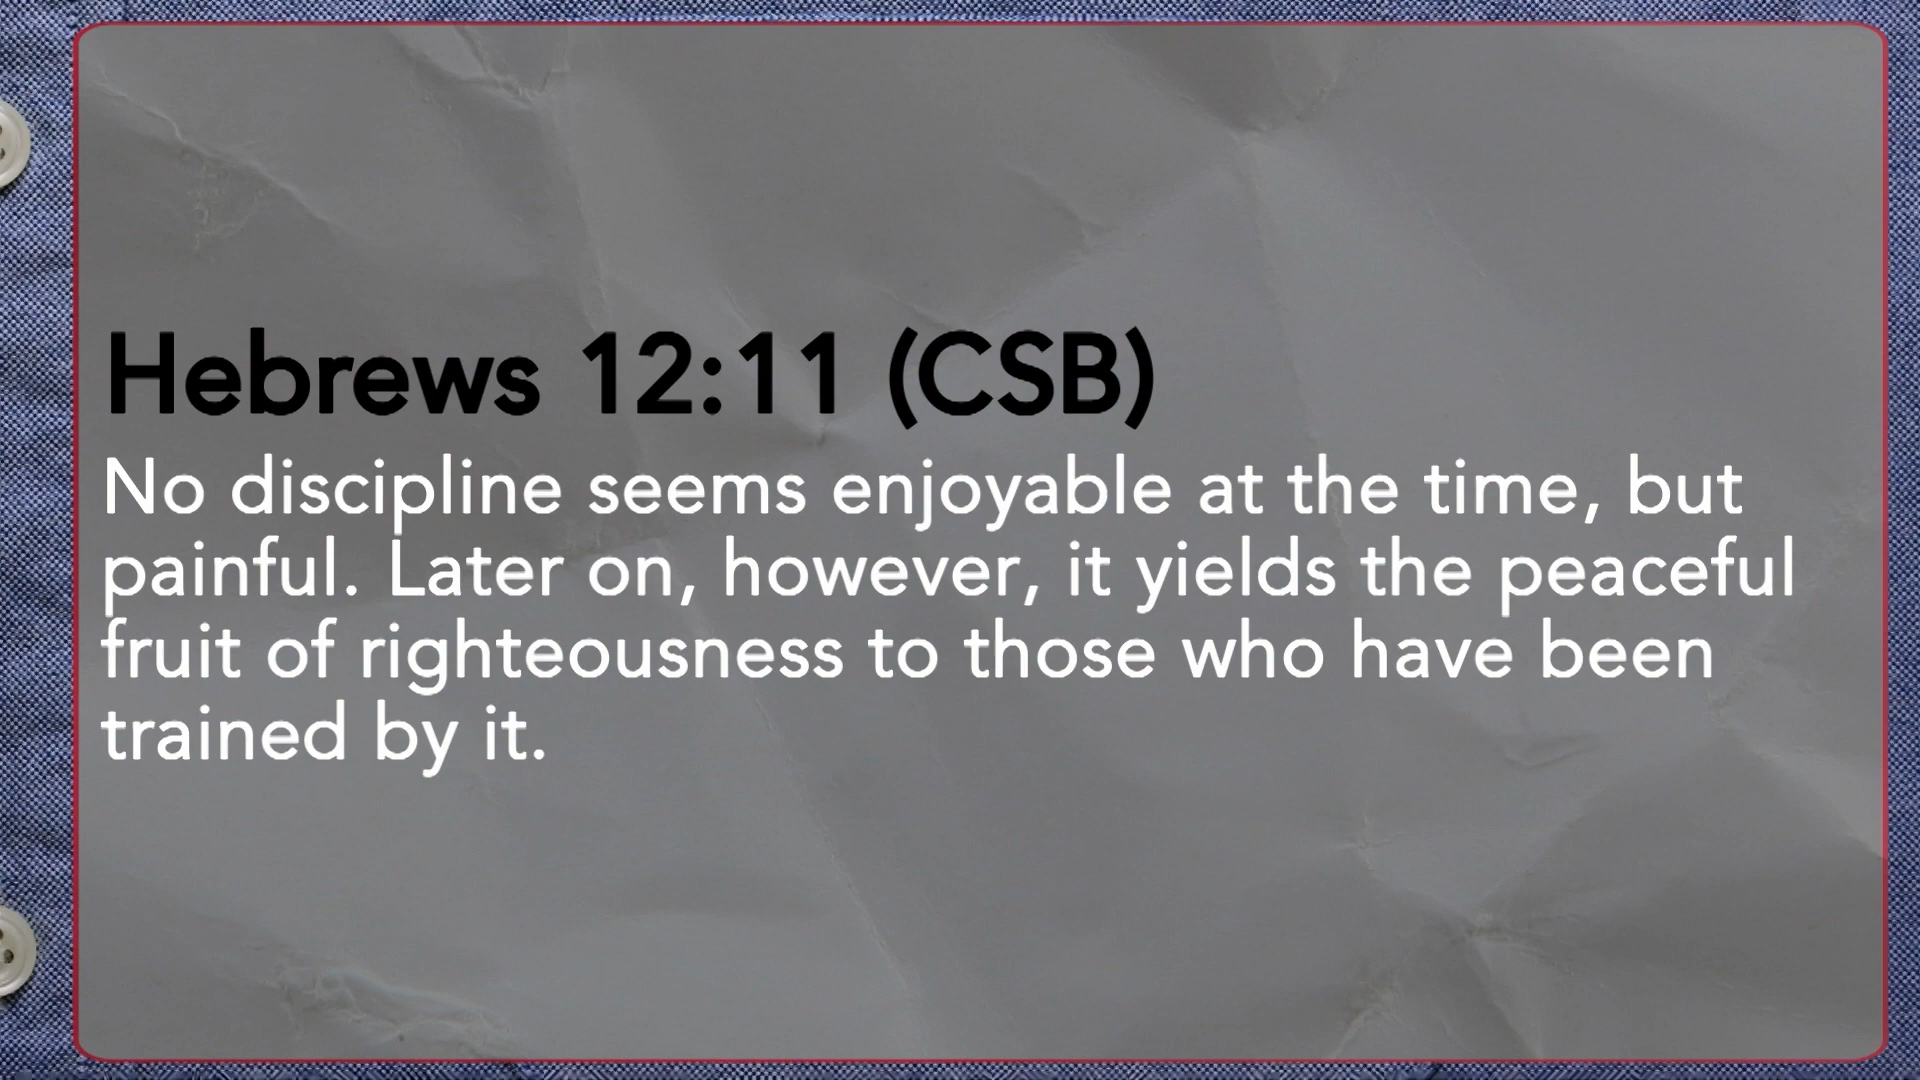 Hebrews 12:11 (CSB)
No discipline seems enjoyable at the time, but
painful. Later on, however, it yields the peaceful
fruit of righteousness to those who have been
trained by it.